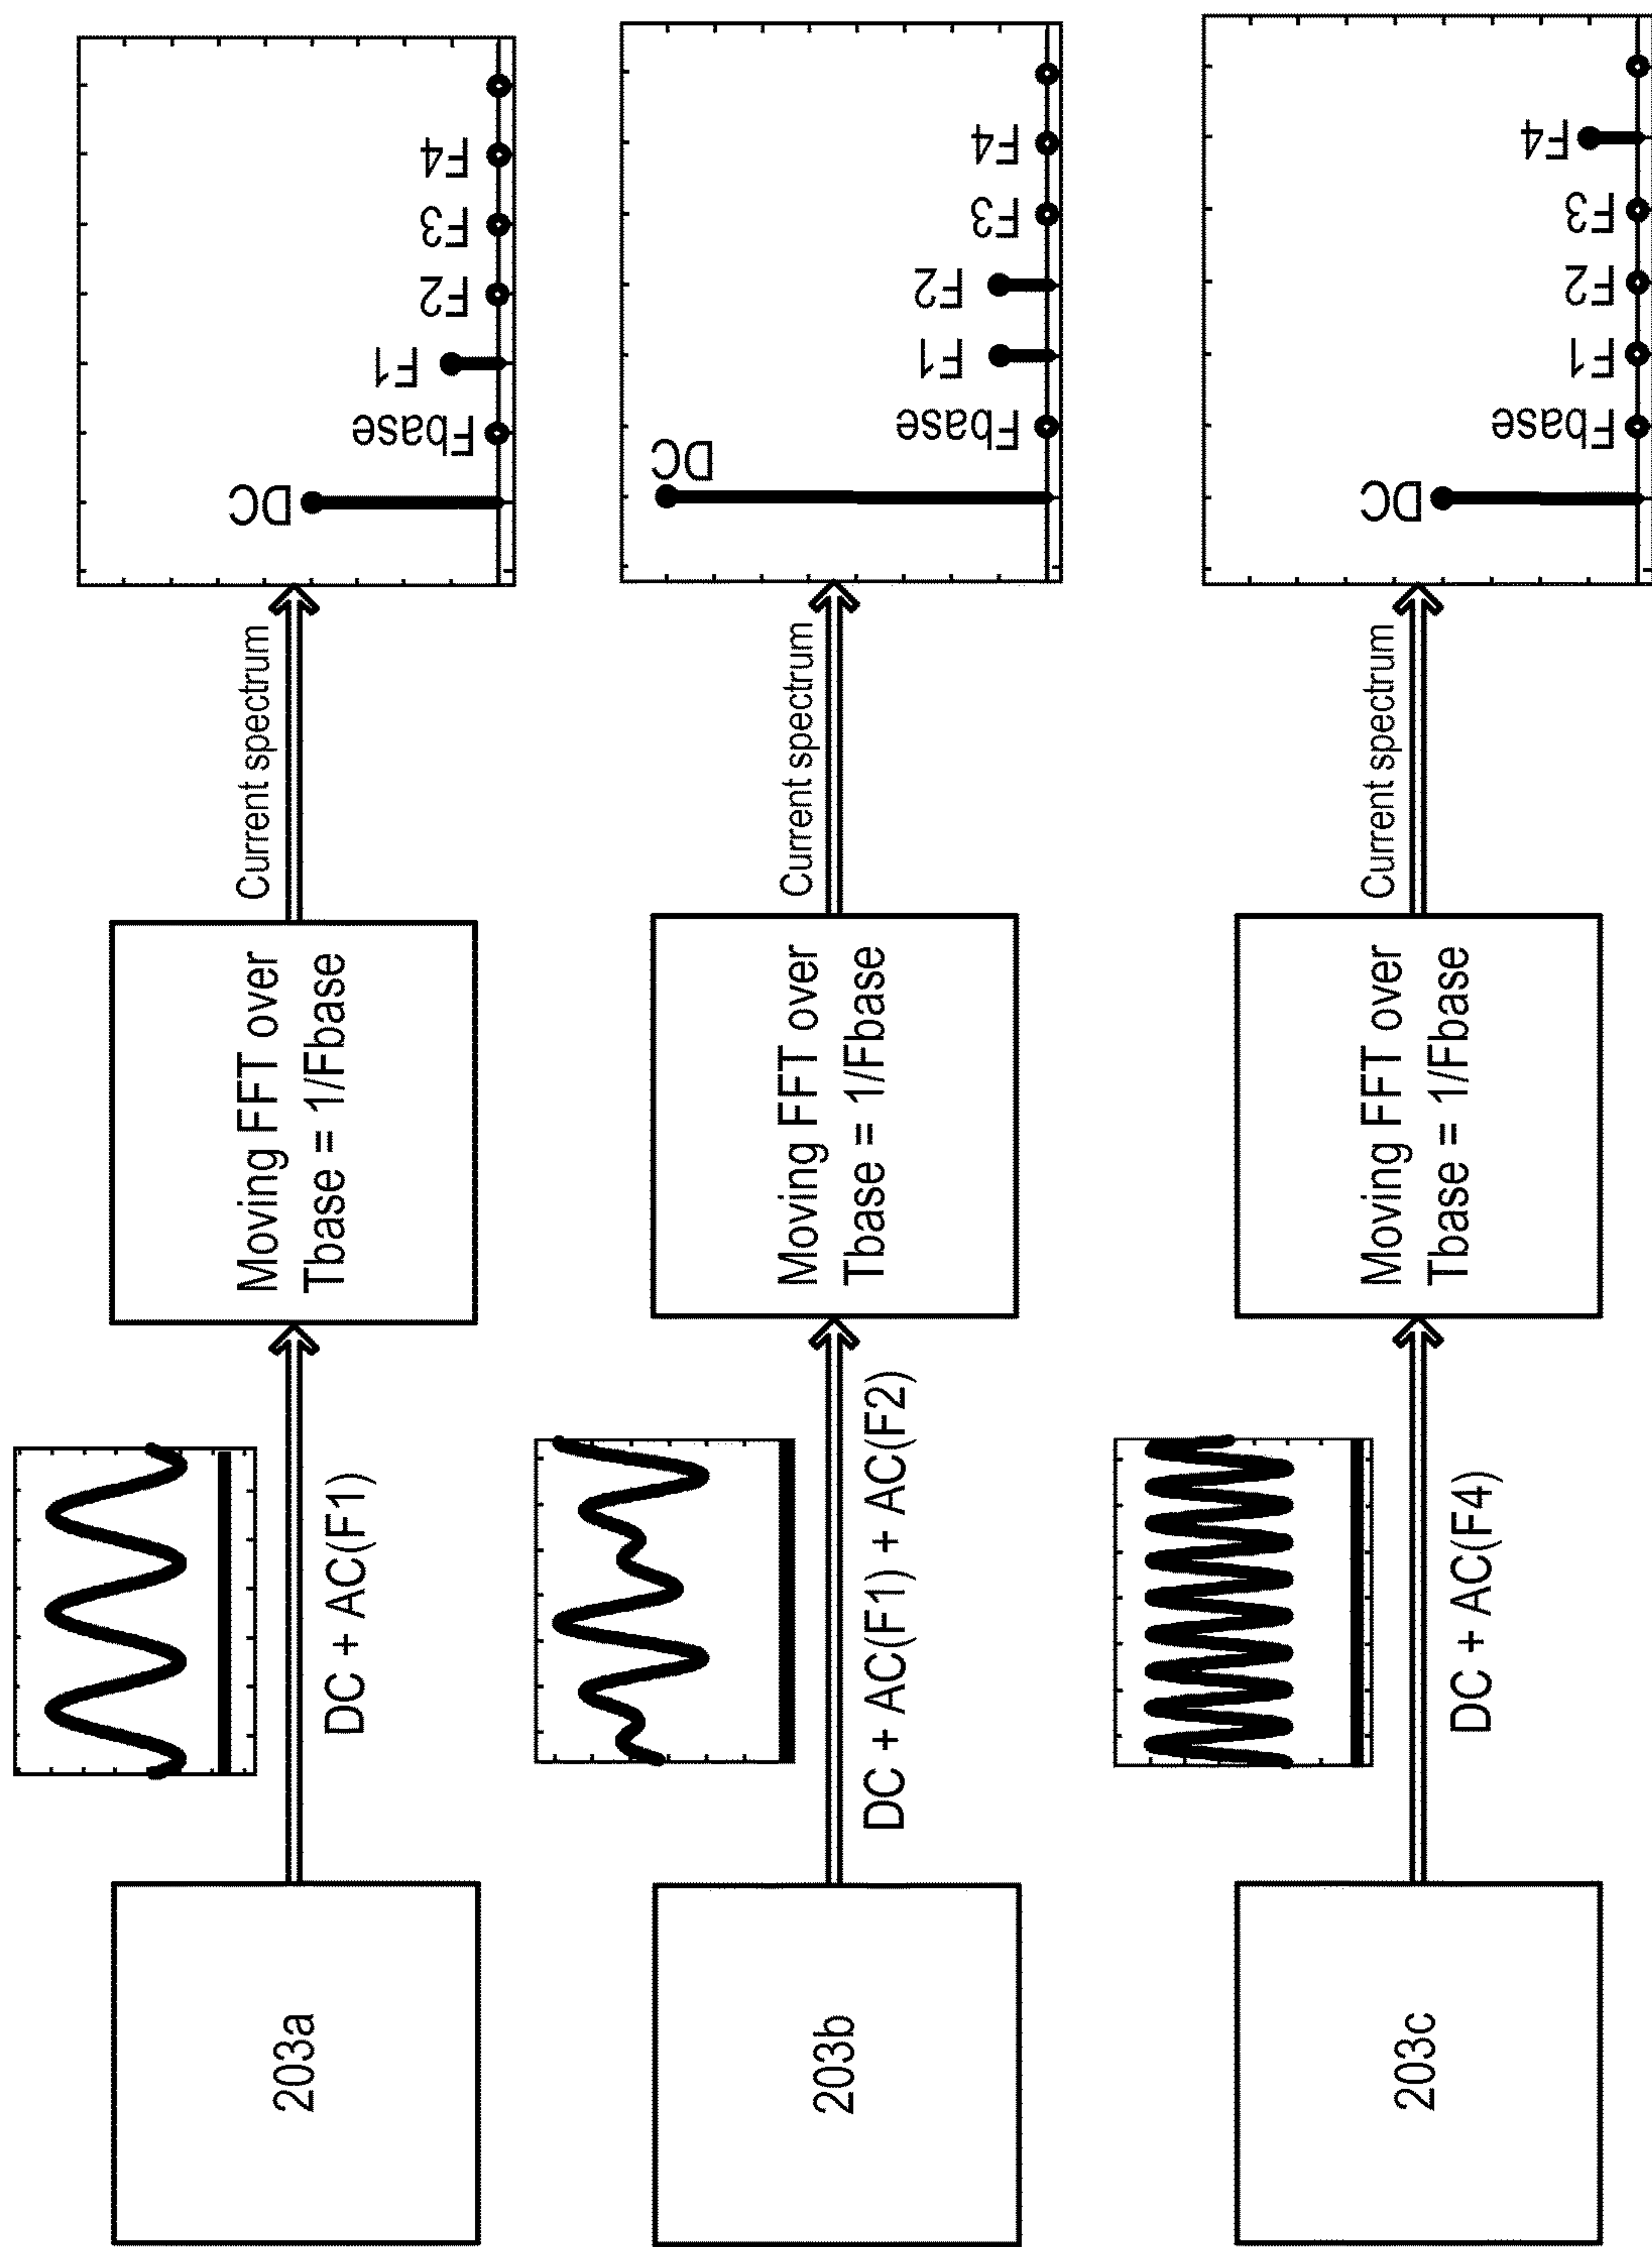 203a
DC + AC(F1)
Moving FFT over
Tbase = 1/Fbase
Current spectrum
DC
Fbase
F1
F2
F3
F4
203b
DC + AC(F1) + AC(F2)
Moving FFT over
Tbase = 1/Fbase
Current spectrum
DC
Fbase
F1
F2
F3
F4
203c
DC + AC(F4)
Moving FFT over
Tbase = 1/Fbase
Current spectrum
DC
Fbase
F1
F2
F3
F4